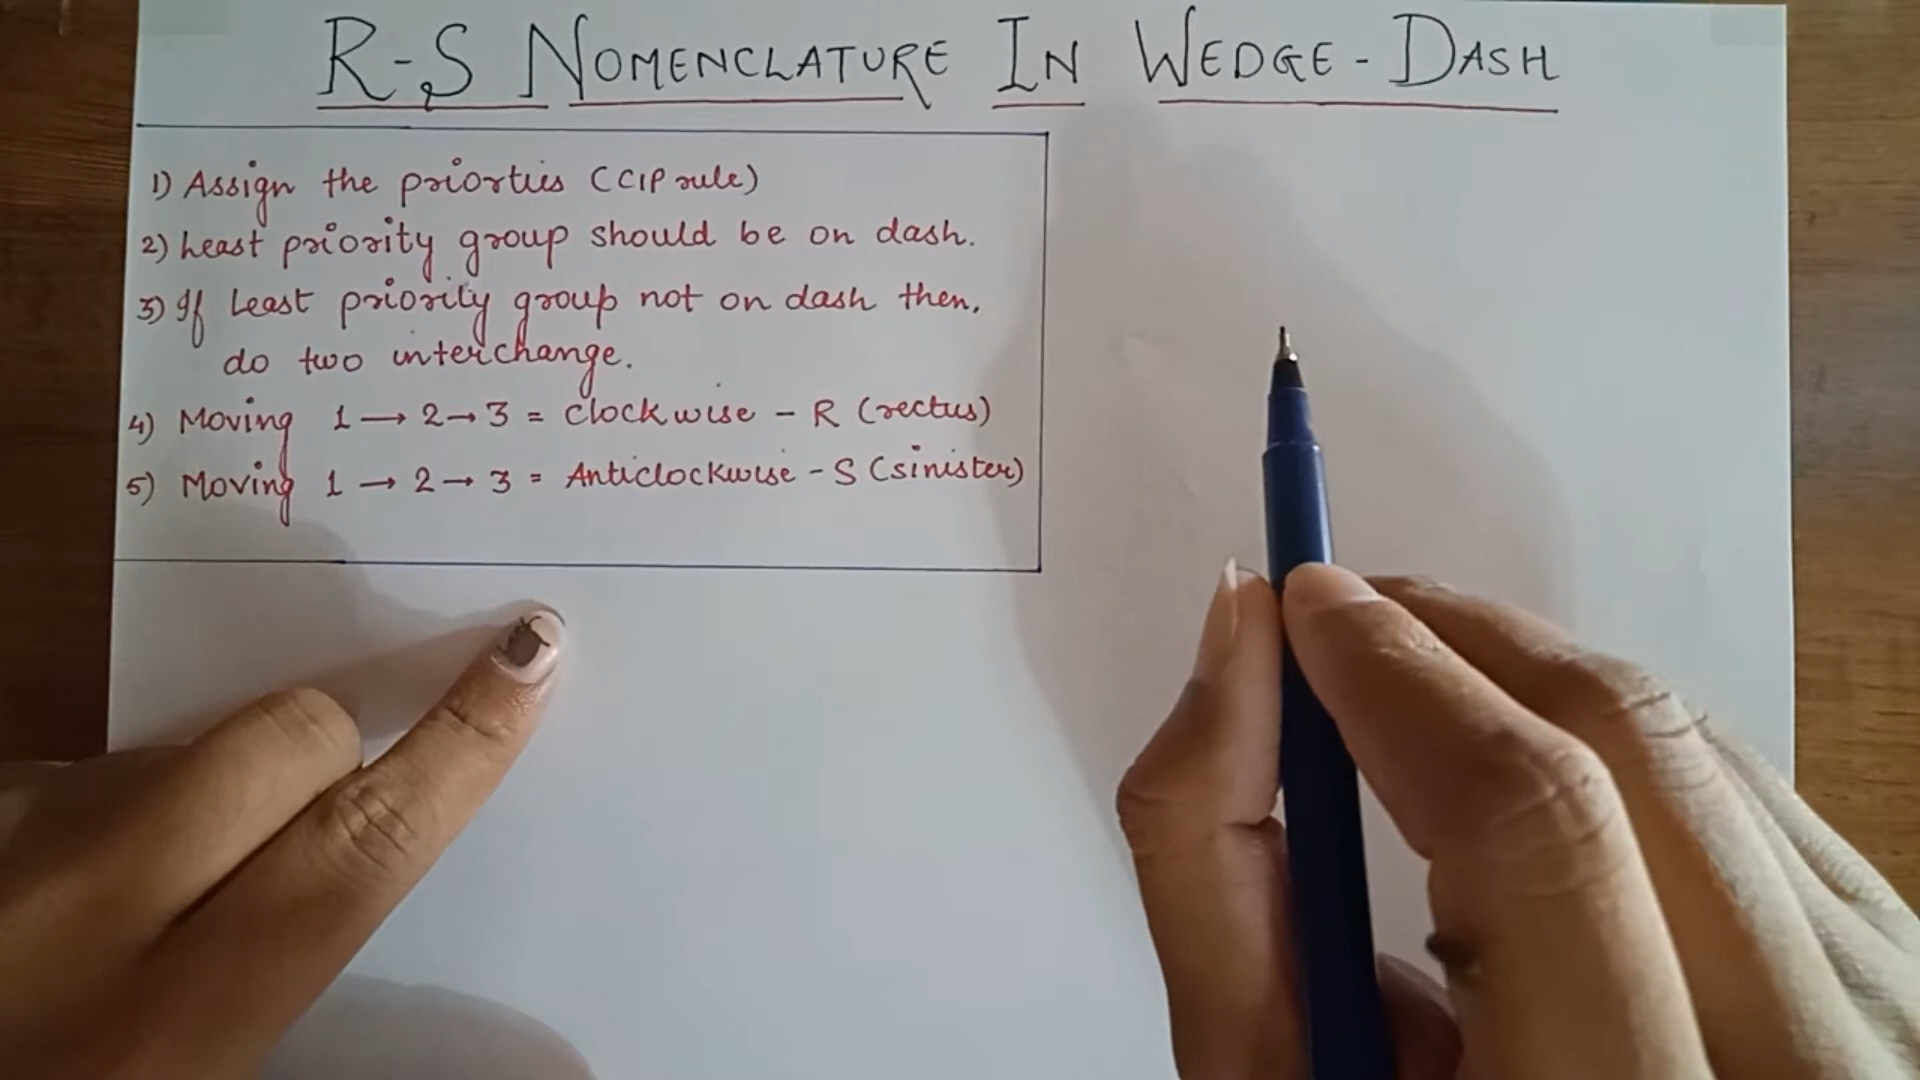 R-S NOMENCLATURE IN WEDGE-DASH
1) Assign the priorties (CIP rule)
2) Least priority group should be on dash.
3) If Least priority group not on dash then,
do two interchange.
4) Moving 1 → 2 → 3 = clockwise - R (rectus)
5) Moving 1 → 2 → 3 = Anticlockwise - S (sinister)